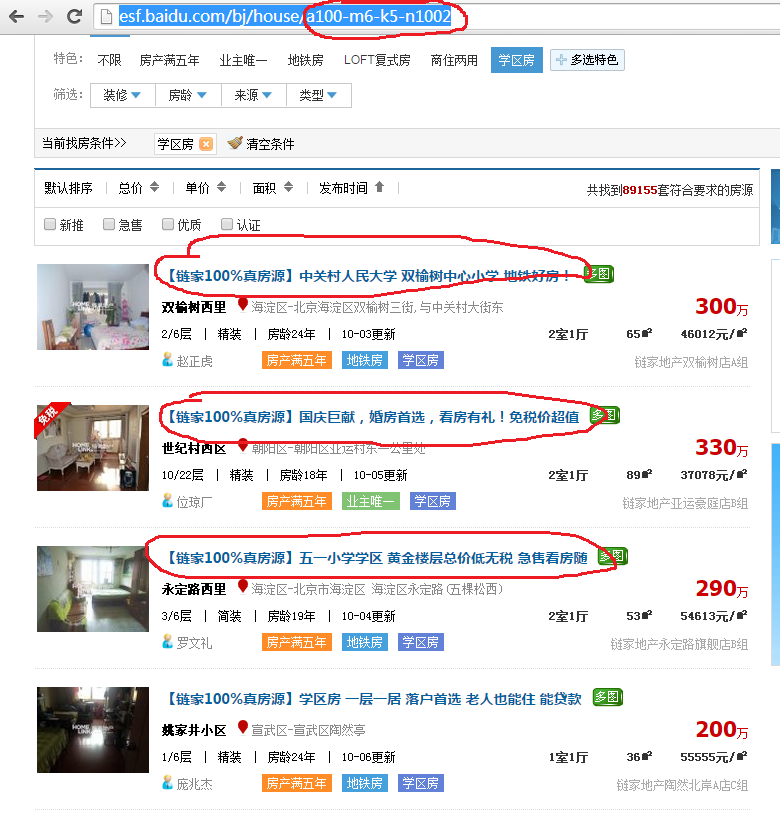 esf.baidu.com/bj/house/a100-m6-k5-n1002
特色: 不限 房产满五年 业主唯一 地铁房 LOFT复式房 商住两用 学区房 多选特色
筛选: 装修 房龄 来源 类型
当前找房条件>> 学区房 清空条件
默认排序 总价 单价 面积 发布时间 共找到89155套符合要求的房源
新推 急售 优质 认证
【链家100%真房源】中关村人民大学 双榆树中心小学 地铁好房! 多图
双榆树西里 海淀区-北京海淀区双榆树三街,与中关村大街东 300万
2/6层 | 精装 | 房龄24年 | 10-03更新 2室1厅 65m² 46012元/m²
赵正虎 房产满五年 地铁房 学区房 链家地产双榆树店A组
免税
【链家100%真房源】国庆巨献，婚房首选，看房有礼！免税价超值 多图
世纪村西区 朝阳区-朝阳区亚运村东一公里处 330万
10/22层 | 精装 | 房龄18年 | 10-05更新 2室1厅 89m² 37078元/m²
位琼厂 房产满五年 业主唯一 学区房 链家地产亚运豪庭店B组
【链家100%真房源】五一小学学区 黄金楼层总价低无税 急售看房随 多图
永定路西里 海淀区-北京市海淀区 海淀区永定路(五棵松西) 290万
3/6层 | 简装 | 房龄19年 | 10-04更新 2室1厅 53m² 54613元/m²
罗文礼 房产满五年 地铁房 学区房 链家地产永定路旗舰店B组
【链家100%真房源】学区房 一层一居 落户首选 老人也能住 能贷款 多图
姚家井小区 宣武区-宣武区陶然亭 200万
1/6层 | 精装 | 房龄24年 | 10-06更新 1室1厅 36m² 55555元/m²
庞兆杰 房产满五年 地铁房 学区房 链家地产陶然北岸A店C组